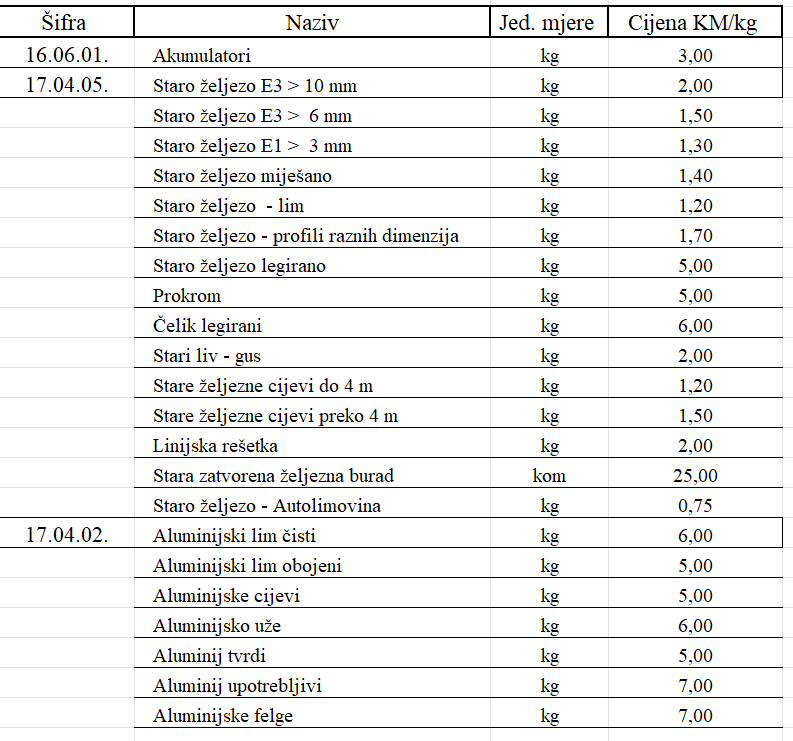 Šifra Naziv Jed. mjere Cijena KM/kg
16.06.01. Akumulatori kg 3,00
17.04.05. Staro željezo E3 > 10 mm kg 2,00
Staro željezo E3 >  6 mm kg 1,50
Staro željezo E1 >  3 mm kg 1,30
Staro željezo miješano kg 1,40
Staro željezo  - lim kg 1,20
Staro željezo - profili raznih dimenzija kg 1,70
Staro željezo legirano kg 5,00
Prokrom kg 5,00
Čelik legirani kg 6,00
Stari liv - gus kg 2,00
Stare željezne cijevi do 4 m kg 1,20
Stare željezne cijevi preko 4 m kg 1,50
Linijska rešetka kg 2,00
Stara zatvorena željezna burad kom 25,00
Staro željezo - Autolimovina kg 0,75
17.04.02. Aluminijski lim čisti kg 6,00
Aluminijski lim obojeni kg 5,00
Aluminijske cijevi kg 5,00
Aluminijsko uže kg 6,00
Aluminij tvrdi kg 5,00
Aluminij upotrebljivi kg 7,00
Aluminijske felge kg 7,00